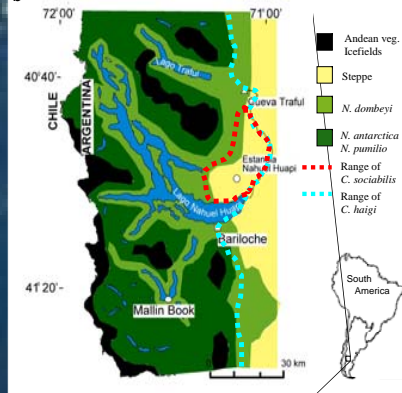 72°00'
71°00'
40°40'-
CHILE
ARGENTINA
Lago Traful
Cueva Traful
Estancia
Nahuel Huapi
Lago Nahuel Huapi
Bariloche
41°20'-
Mallin Book
30 km
Andean veg.
Icefields
Steppe
N. dombeyi
N. antarctica
N. pumilio
Range of
C. sociabilis
Range of
C. haigi
South
America